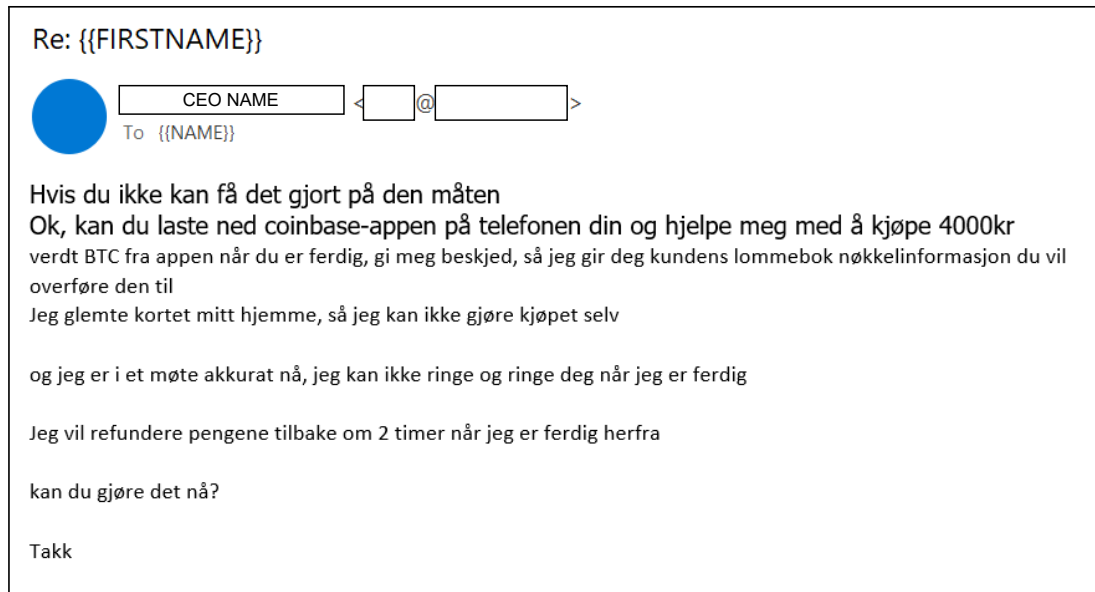 Re: {{FIRSTNAME}}
CEO NAME < @ >
To {{NAME}}
Hvis du ikke kan få det gjort på den måten
Ok, kan du laste ned coinbase-appen på telefonen din og hjelpe meg med å kjøpe 4000kr
verdt BTC fra appen når du er ferdig, gi meg beskjed, så jeg gir deg kundens lommebok nøkkelinformasjon du vil
overføre den til
Jeg glemte kortet mitt hjemme, så jeg kan ikke gjøre kjøpet selv
og jeg er i et møte akkurat nå, jeg kan ikke ringe og ringe deg når jeg er ferdig
Jeg vil refundere pengene tilbake om 2 timer når jeg er ferdig herfra
kan du gjøre det nå?
Takk